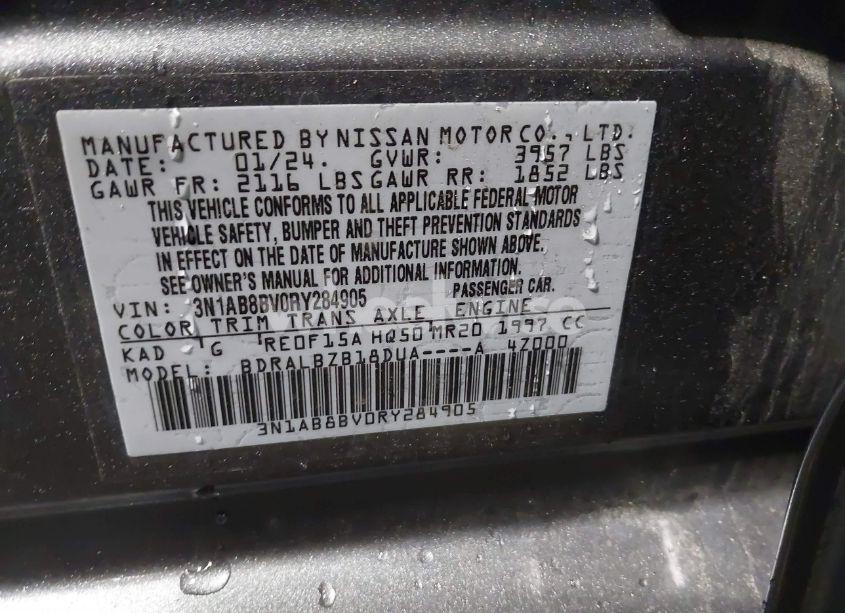 MANUFACTURED BY NISSAN MOTOR CO., LTD.
DATE: 01/24. GVWR: 3957 LBS
GAWR FR: 2116 LBS GAWR RR: 1852 LBS
THIS VEHICLE CONFORMS TO ALL APPLICABLE FEDERAL MOTOR
VEHICLE SAFETY, BUMPER AND THEFT PREVENTION STANDARDS
IN EFFECT ON THE DATE OF MANUFACTURE SHOWN ABOVE.
SEE OWNER'S MANUAL FOR ADDITIONAL INFORMATION.
VIN: 3N1AB8BV0RY284905 PASSENGER CAR.
COLOR TRIM TRANS AXLE ENGINE
KAD G RE0F15A HQ50 MR20 1997 CC
MODEL: BDRALBZB18DUA----A 4Z000
3N1AB8BV0RY284905